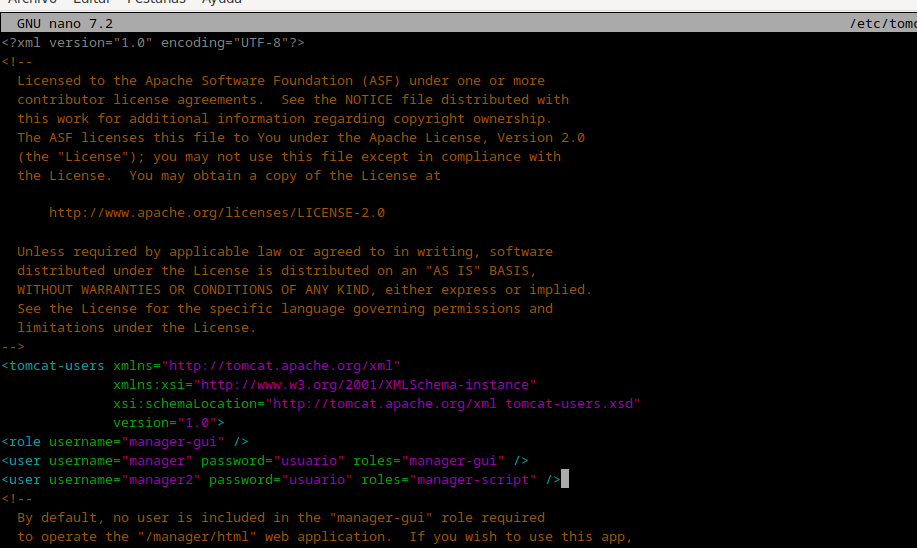 GNU nano 7.2 /etc/tomc
<?xml version="1.0" encoding="UTF-8"?>
<!--
  Licensed to the Apache Software Foundation (ASF) under one or more
  contributor license agreements.  See the NOTICE file distributed with
  this work for additional information regarding copyright ownership.
  The ASF licenses this file to You under the Apache License, Version 2.0
  (the "License"); you may not use this file except in compliance with
  the License.  You may obtain a copy of the License at

      http://www.apache.org/licenses/LICENSE-2.0

  Unless required by applicable law or agreed to in writing, software
  distributed under the License is distributed on an "AS IS" BASIS,
  WITHOUT WARRANTIES OR CONDITIONS OF ANY KIND, either express or implied.
  See the License for the specific language governing permissions and
  limitations under the License.
-->
<tomcat-users xmlns="http://tomcat.apache.org/xml"
              xmlns:xsi="http://www.w3.org/2001/XMLSchema-instance"
              xsi:schemaLocation="http://tomcat.apache.org/xml tomcat-users.xsd"
              version="1.0">
<role username="manager-gui" />
<user username="manager" password="usuario" roles="manager-gui" />
<user username="manager2" password="usuario" roles="manager-script" />
<!--
  By default, no user is included in the "manager-gui" role required
  to operate the "/manager/html" web application.  If you wish to use this app,